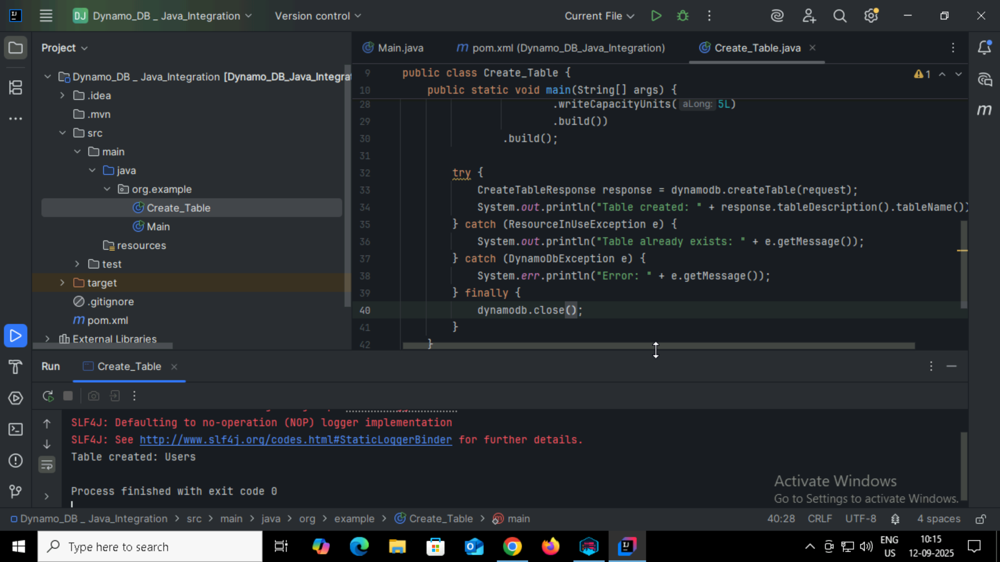 DJ Dynamo_DB _ Java_Integration
Version control
Current File
Project
Main.java
m pom.xml (Dynamo_DB_Java_Integration)
Create_Table.java
Dynamo_DB _ Java_Integration [Dynamo_DB_Java_Integra
.idea
.mvn
src
main
java
org.example
Create_Table
Main
resources
test
target
.gitignore
m pom.xml
External Libraries
9 public class Create_Table {
10 public static void main(String[] args) {
1
28 .writeCapacityUnits( aLong: 5L)
29 .build())
30 .build();
31
32 try {
33 CreateTableResponse response = dynamodb.createTable(request);
34 System.out.println("Table created: " + response.tableDescription().tableName())
35 } catch (ResourceInUseException e) {
36 System.out.println("Table already exists: " + e.getMessage());
37 } catch (DynamoDbException e) {
38 System.err.println("Error: " + e.getMessage());
39 } finally {
40 dynamodb.close();
41 }
42 }
m
Run
Create_Table
SLF4J: Defaulting to no-operation (NOP) logger implementation
SLF4J: See http://www.slf4j.org/codes.html#StaticLoggerBinder for further details.
Table created: Users
Process finished with exit code 0
Activate Windows
Go to Settings to activate Windows.
Dynamo_DB _ Java_Integration > src > main > java > org > example > Create_Table > main
40:28 CRLF UTF-8 4 spaces
Type here to search
ENG
US
10:15
12-09-2025